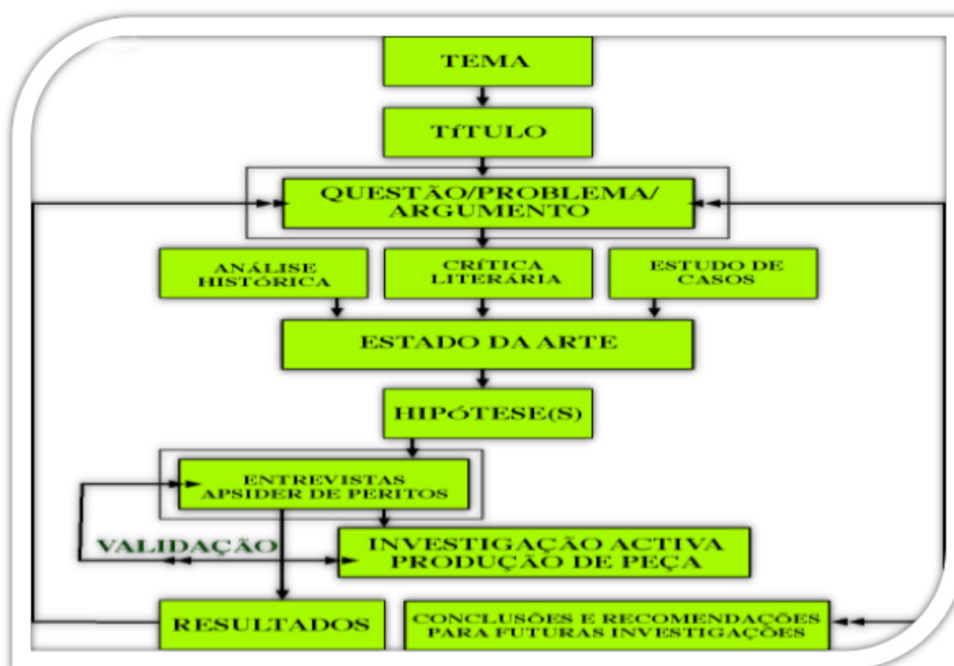 TEMA
TíTULO
QUESTÃO/PROBLEMA/
ARGUMENTO
ANÁLISE
HISTÓRICA
CRíTICA
LITERÁRIA
ESTUDO DE
CASOS
ESTADO DA ARTE
HIPóTESE(S)
ENTREVISTAS
APSIDER DE PERITOS
VALIDAÇÃO
INVESTIGAÇÃO ACTIVA
PRODUÇÃO DE PEÇA
RESULTADOS
CONCLUSÕES E RECOMENDAÇÕES
PARA FUTURAS INVESTIGAÇÕES